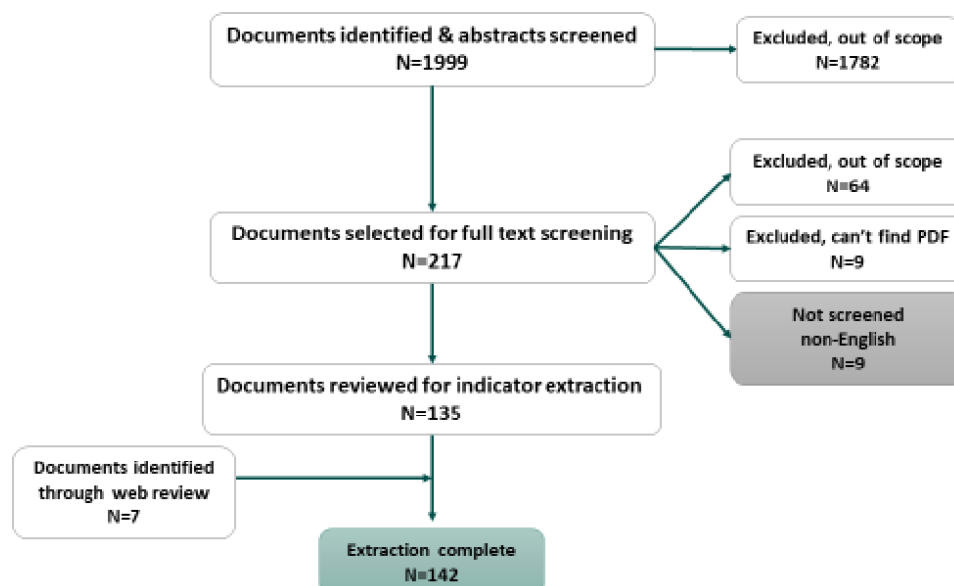 Documents identified & abstracts screened
N=1999
Excluded, out of scope
N=1782
Excluded, out of scope
N=64
Documents selected for full text screening
N=217
Excluded, can't find PDF
N=9
Not screened
non-English
N=9
Documents reviewed for indicator extraction
N=135
Documents identified
through web review
N=7
Extraction complete
N=142